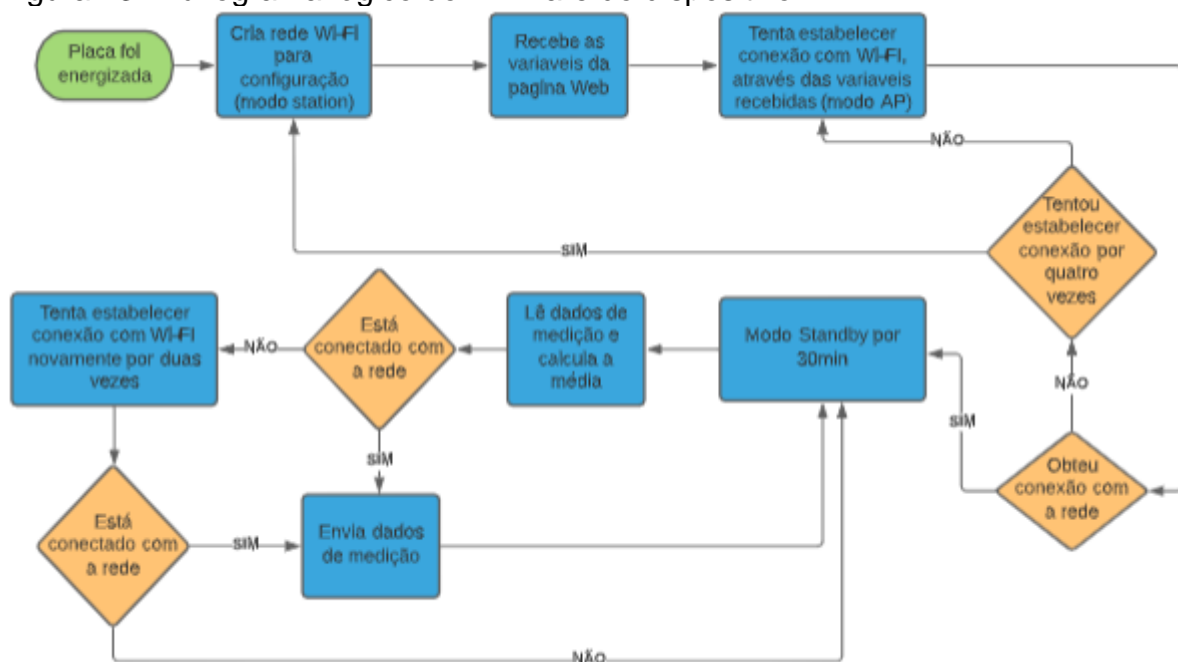 Placa foi
energizada
Cria rede WI-FI
para
configuração
(modo station)
Recebe as
variaveis da
pagina Web
Tenta estabelecer
conexão com WI-FI,
através das variaveis
recebidas (modo AP)
NÃO
Tentou
estabelecer
conexão por
quatro
vezes
SIM
Tenta estabelecer
conexão com WI-FI
novamente por duas
vezes
NÃO
Está
conectado com
a rede
Lê dados de
medição e
calcula a
média
Modo Standby por
30min
NÃO
SIM
SIM
Obteu
conexão com
a rede
Está
conectado com
a rede
SIM
Envia dados
de medição
NÃO